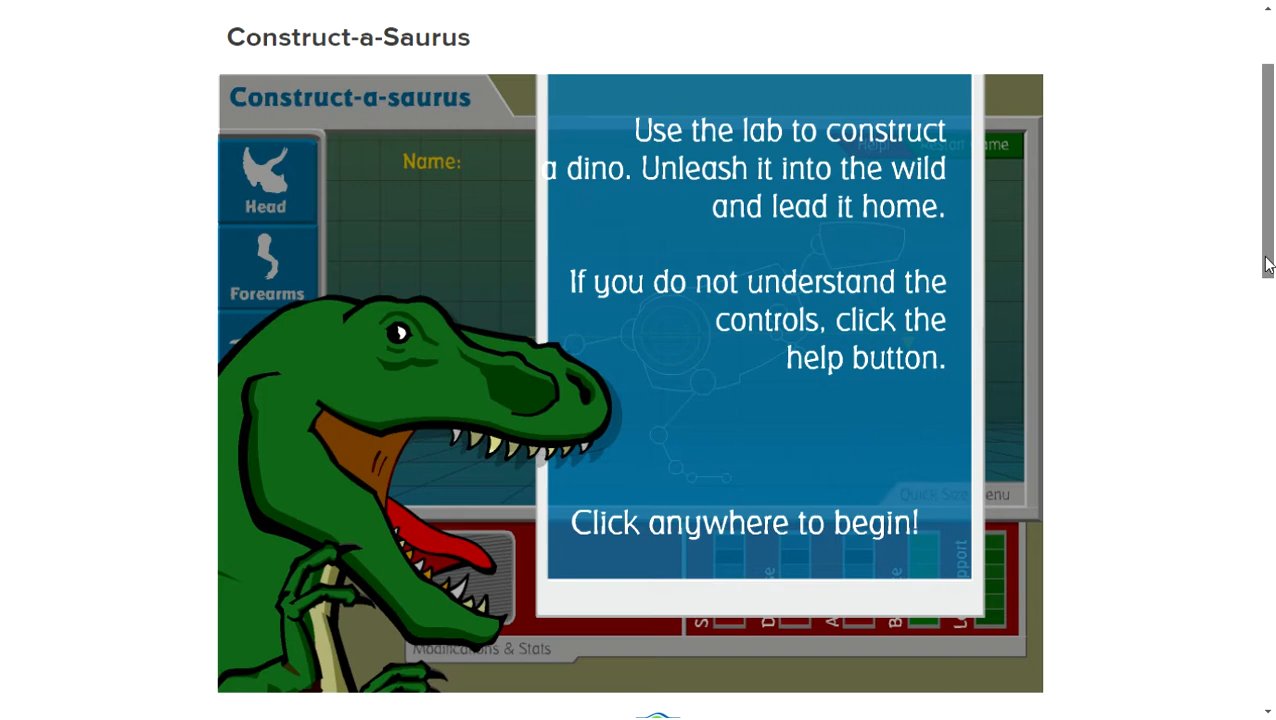 Construct-a-Saurus
Construct-a-saurus
Use the lab to construct
a dino. Unleash it into the wild
and lead it home.
Name:
Help!
Head
If you do not understand the
controls, click the
help button.
Forearms
Click anywhere to begin!
Modifications & Stats